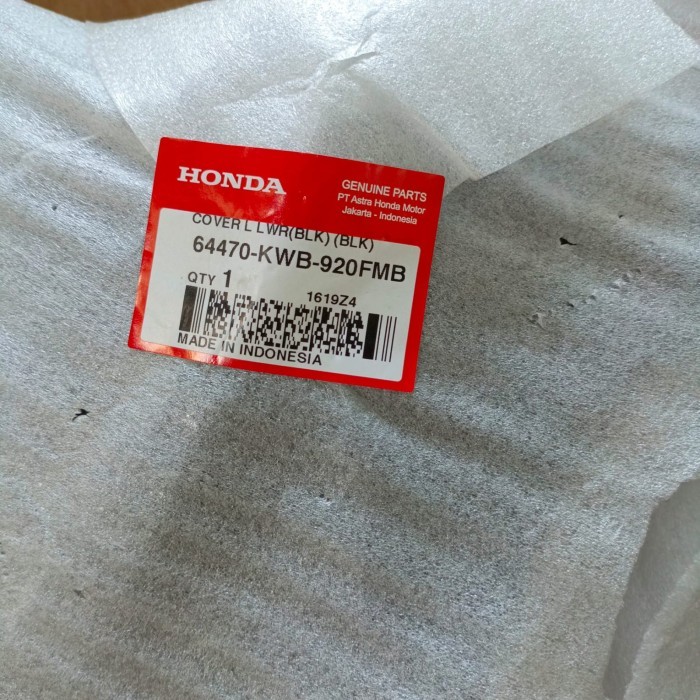 HONDA
GENUINE PARTS
PT Astra Honda Motor
Jakarta - Indonesia
COVER L LWR(BLK) (BLK)
64470-KWB-920FMB
QTY 1
1619Z4
MADE IN INDONESIA